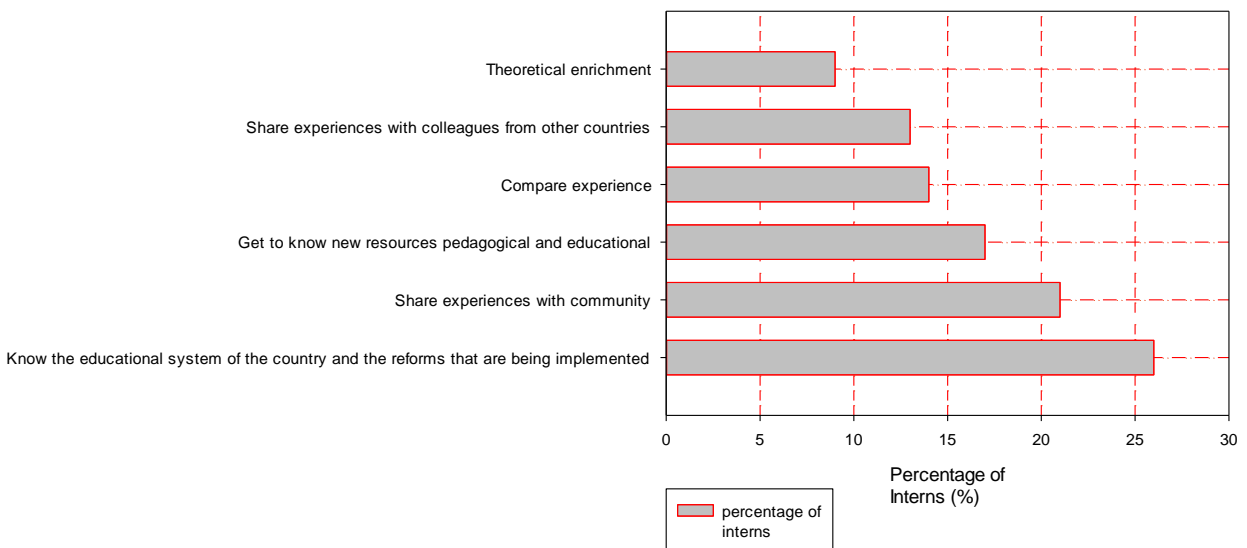 Theoretical enrichment
Share experiences with colleagues from other countries
Compare experience
Get to know new resources pedagogical and educational
Share experiences with community
Know the educational system of the country and the reforms that are being implemented
0 5 10 15 20 25 30
Percentage of
Interns (%)
percentage of
interns